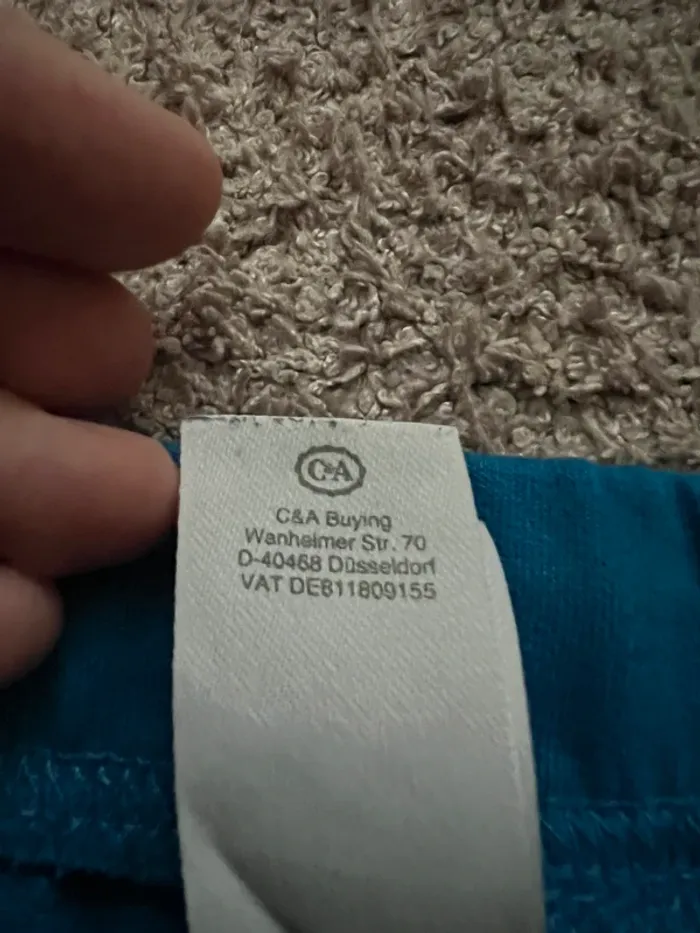 C&A
C&A Buying
Wanheimer Str. 70
D-40468 Düsseldorf
VAT DE811809155